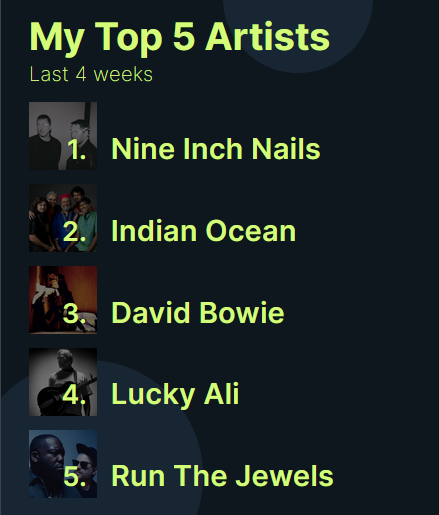 My Top 5 Artists
Last 4 weeks
1. Nine Inch Nails
2. Indian Ocean
3. David Bowie
4. Lucky Ali
5. Run The Jewels